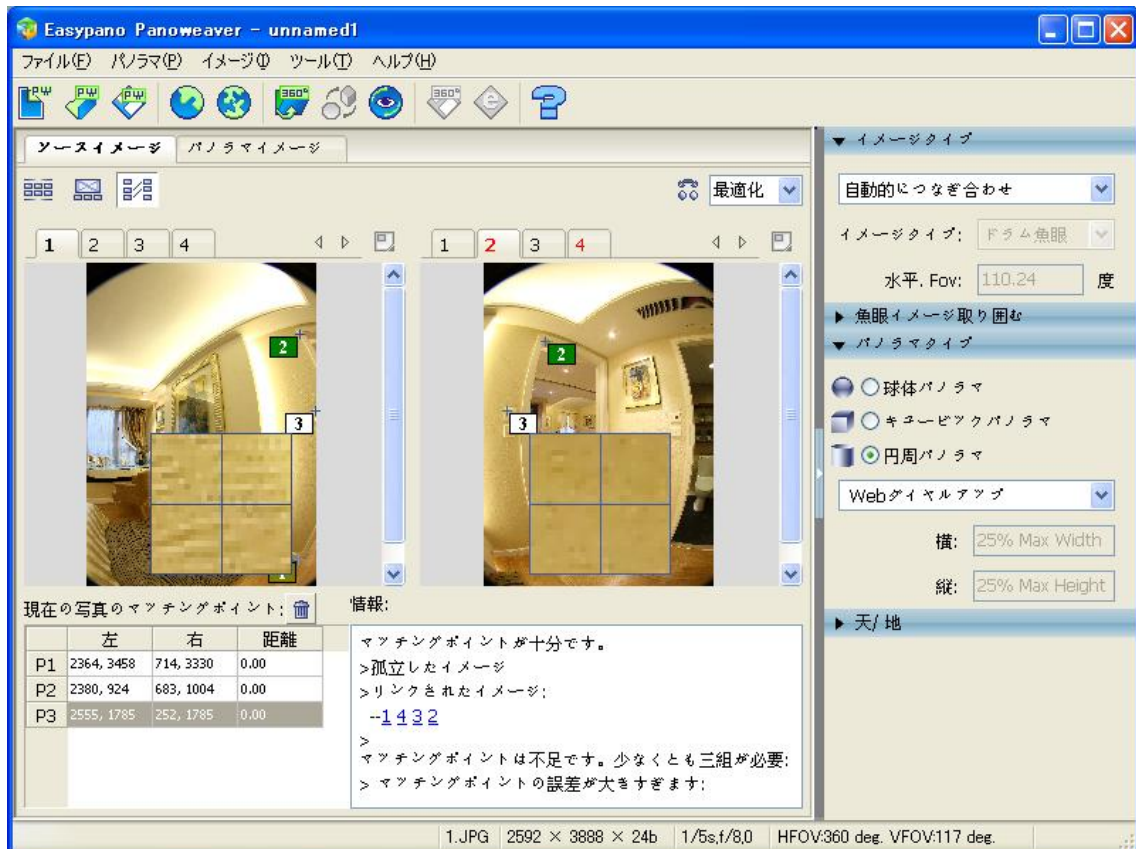 Easypano Panoweaver - unnamed1
ファイル(F) パノラマ(P) イメージ(I) ツール(T) ヘルプ(H)
ソースイメージ パノラマイメージ
最適化
1 2 3 4
1 2 3 4
2
3
2
3
現在の写真のマッチングポイント:
左 右 距離
P1 2364, 3458 714, 3330 0.00
P2 2380, 924 683, 1004 0.00
P3 2555, 1785 252, 1785 0.00
情報:
マッチングポイントが十分です。
>孤立したイメージ
>リンクされたイメージ:
--1 4 3 2
>
マッチングポイントは不足です。少なくとも三組が必要:
> マッチングポイントの誤差が大きすぎます:
イメージタイプ
自動的につなぎ合わせ
イメージタイプ: ドラム魚眼
水平. Fov: 110.24 度
魚眼イメージ取り囲む
パノラマタイプ
球体パノラマ
キュービックパノラマ
円周パノラマ
Webダイヤルアップ
横: 25% Max Width
縦: 25% Max Height
天/地
1.JPG 2592 × 3888 × 24b 1/5s,f/8,0 HFOV:360 deg. VFOV:117 deg.